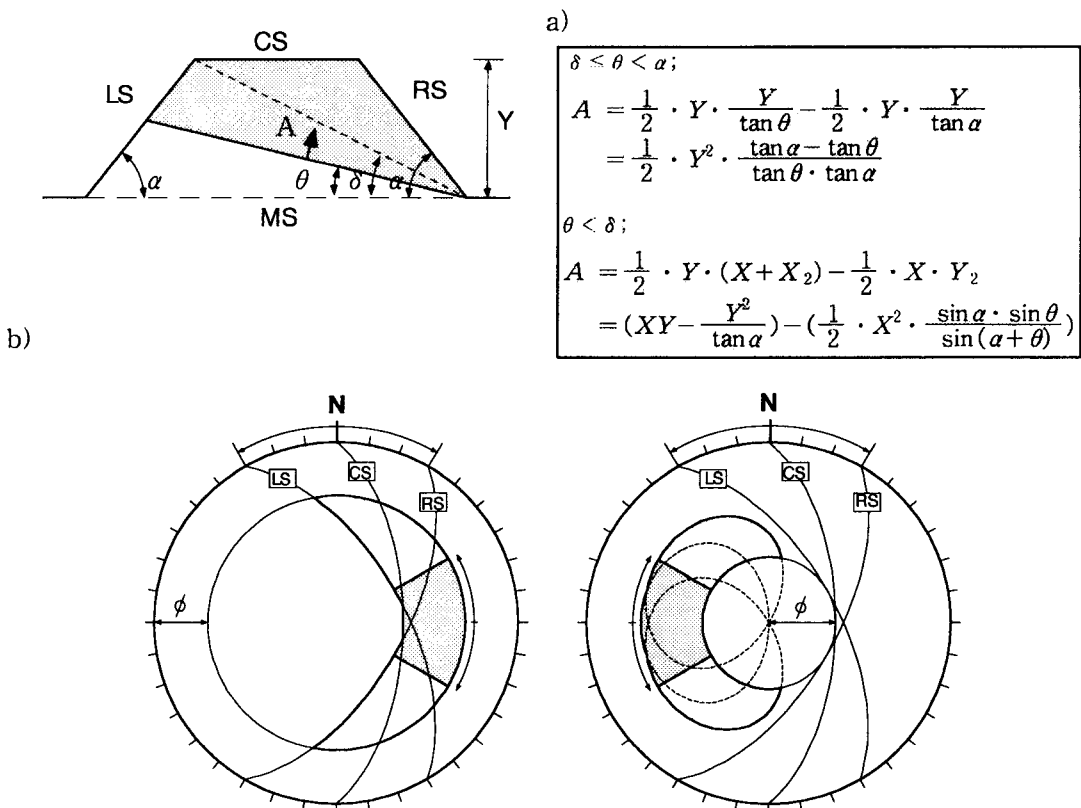 a)
CS
LS
RS
Y
A
α
θ
δ
α
MS
δ ≤ θ < α ;
A = 1/2 · Y · Y/tan θ − 1/2 · Y · Y/tan α
= 1/2 · Y² · (tan α − tan θ)/(tan θ · tan α)
θ < δ ;
A = 1/2 · Y · (X + X₂) − 1/2 · X · Y₂
= (XY − Y²/tan α) − (1/2 · X² · (sin α · sin θ)/(sin (α + θ)))
b)
N
LS
CS
RS
ϕ
N
LS
CS
RS
ϕ